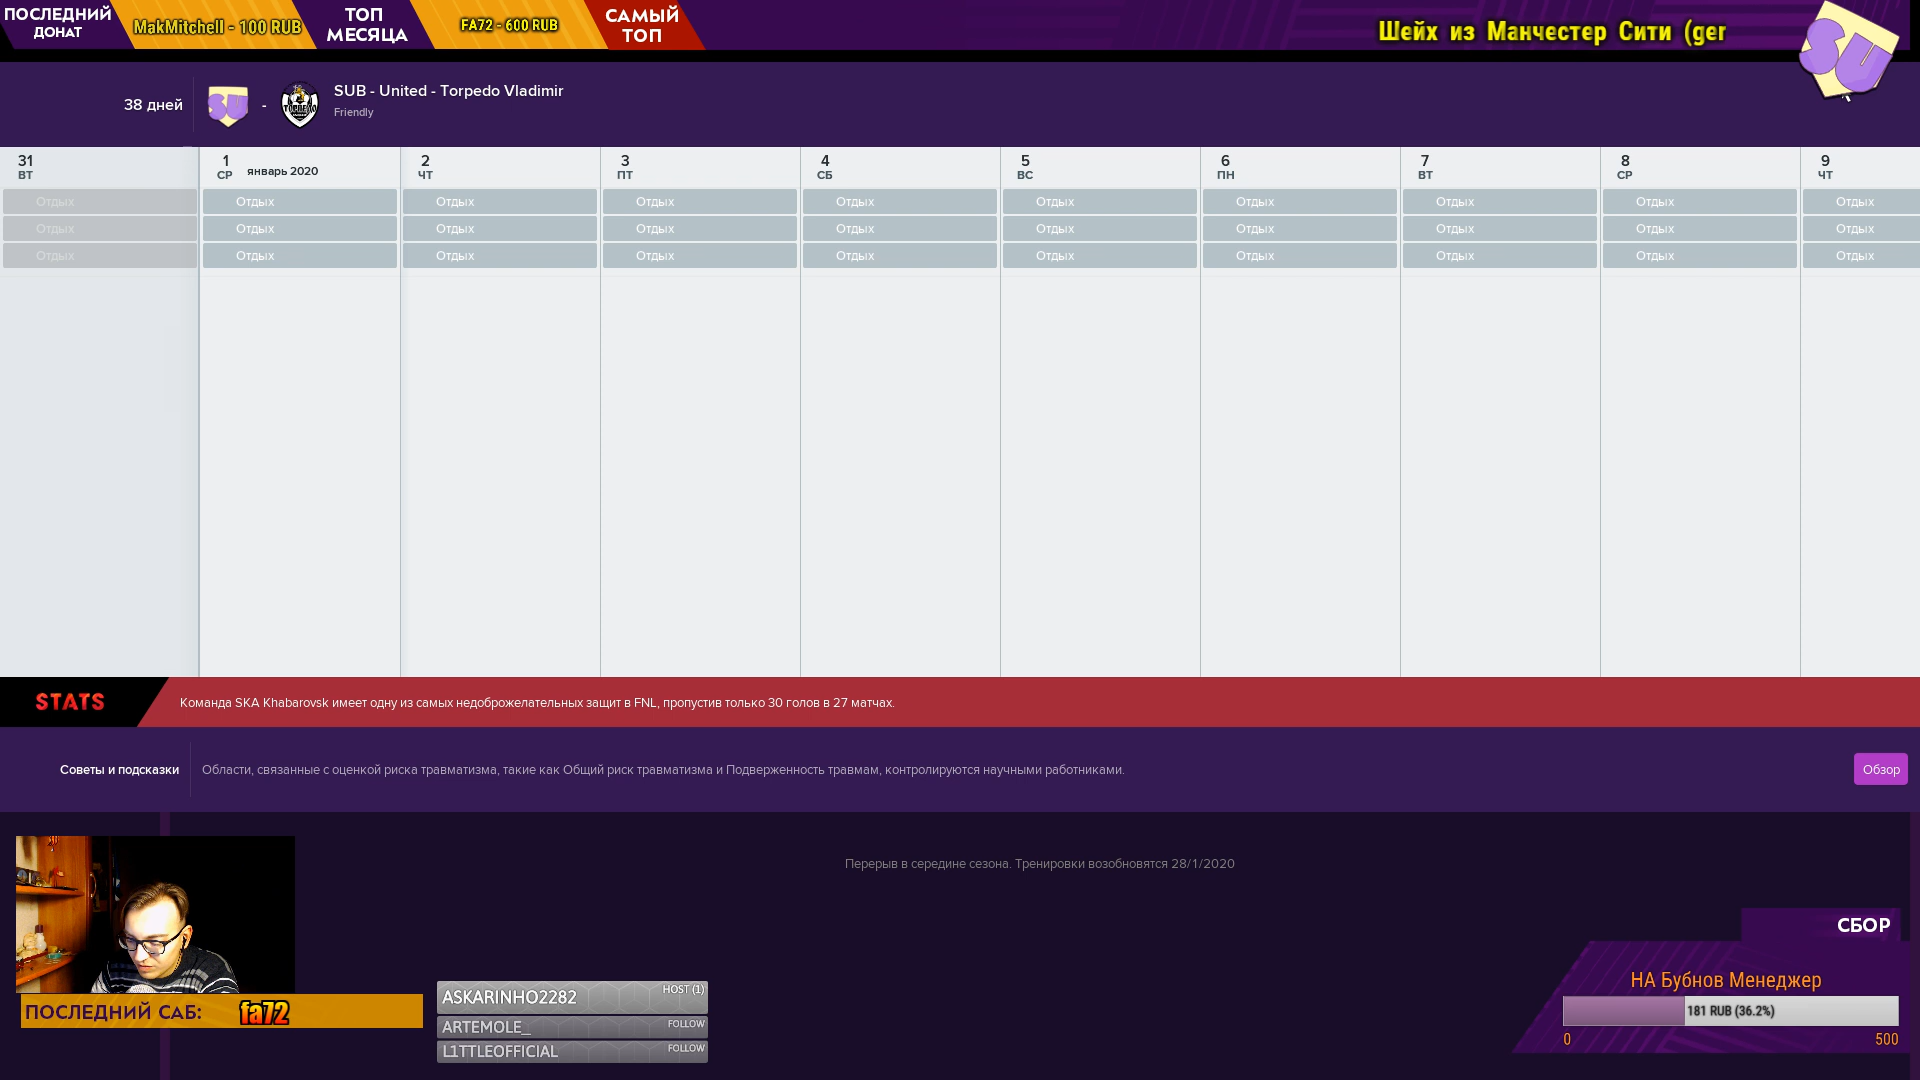 ПОСЛЕДНИЙ
ДОНАТ
MakMitchell - 100 RUB
ТОП
МЕСЯЦА
FA72 - 600 RUB
САМЫЙ
ТОП
Шейх из Манчестер Сити (ger
SU
38 дней
SU
-
ТОРПЕДО
SUB - United - Torpedo Vladimir
Friendly
31
ВТ
1
СР
январь 2020
2
ЧТ
3
ПТ
4
СБ
5
ВС
6
ПН
7
ВТ
8
СР
9
ЧТ
Отдых Отдых Отдых Отдых Отдых Отдых Отдых Отдых Отдых Отдых
Отдых Отдых Отдых Отдых Отдых Отдых Отдых Отдых Отдых Отдых
Отдых Отдых Отдых Отдых Отдых Отдых Отдых Отдых Отдых Отдых
STATS
Команда SKA Khabarovsk имеет одну из самых недоброжелательных защит в FNL, пропустив только 30 голов в 27 матчах.
Советы и подсказки
Области, связанные с оценкой риска травматизма, такие как Общий риск травматизма и Подверженность травмам, контролируются научными работниками.
Обзор
Перерыв в середине сезона. Тренировки возобновятся 28/1/2020
ПОСЛЕДНИЙ САБ: fa72
ASKARINHO2282 HOST (1)
ARTEMOLE_ FOLLOW
L1TTLEOFFICIAL FOLLOW
СБОР
НА Бубнов Менеджер
181 RUB (36.2%)
0 500